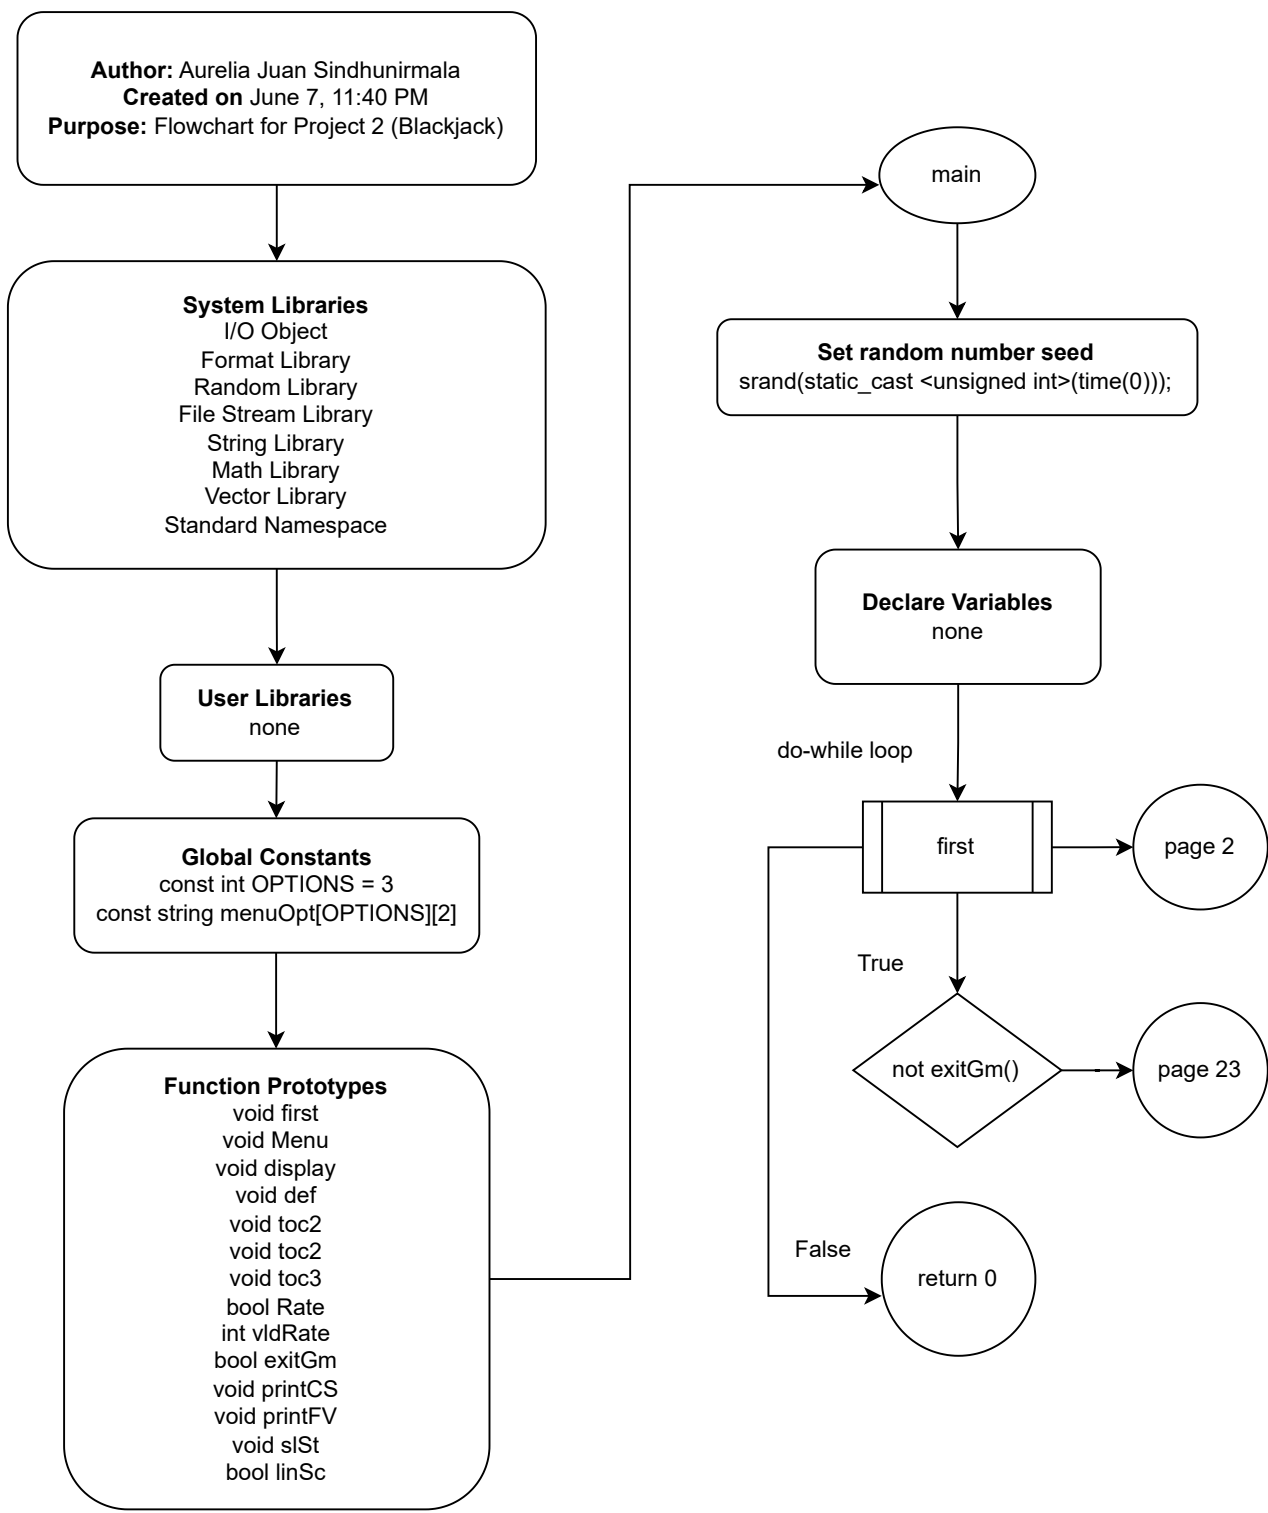 Author: Aurelia Juan Sindhunirmala
Created on June 7, 11:40 PM
Purpose: Flowchart for Project 2 (Blackjack)
System Libraries
I/O Object
Format Library
Random Library
File Stream Library
String Library
Math Library
Vector Library
Standard Namespace
User Libraries
none
Global Constants
const int OPTIONS = 3
const string menuOpt[OPTIONS][2]
Function Prototypes
void first
void Menu
void display
void def
void toc2
void toc2
void toc3
bool Rate
int vldRate
bool exitGm
void printCS
void printFV
void slSt
bool linSc
main
Set random number seed
srand(static_cast <unsigned int>(time(0)));
Declare Variables
none
do-while loop
first
page 2
True
not exitGm()
page 23
False
return 0